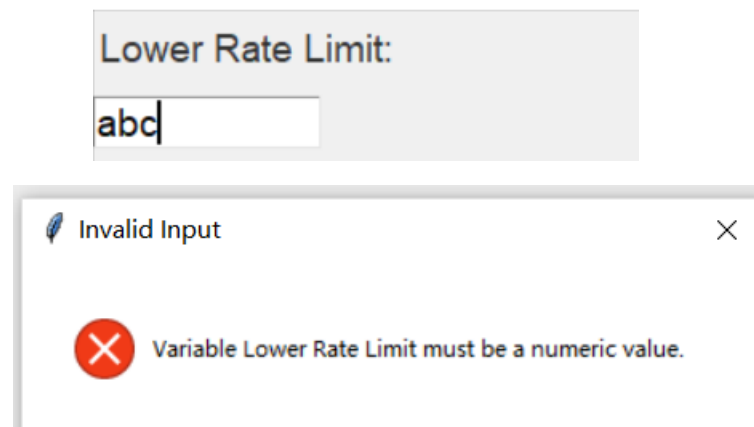 Lower Rate Limit:
abc
Invalid Input
Variable Lower Rate Limit must be a numeric value.